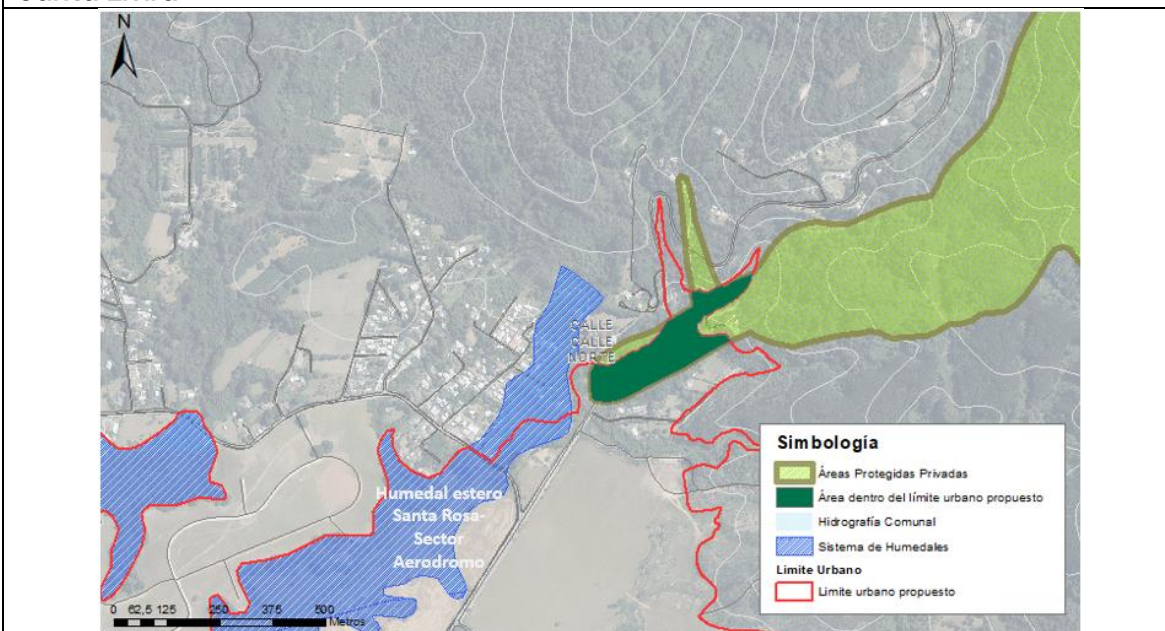 N
CALLE
CALLE
NORTE
Humedal estero
Santa Rosa-
Sector
Aerodromo
0 62,5 125 250 375 500
Metros
Simbología
Áreas Protegidas Privadas
Área dentro del límite urbano propuesto
Hidrografía Comunal
Sistema de Humedales
Limite Urbano
Limite urbano propuesto